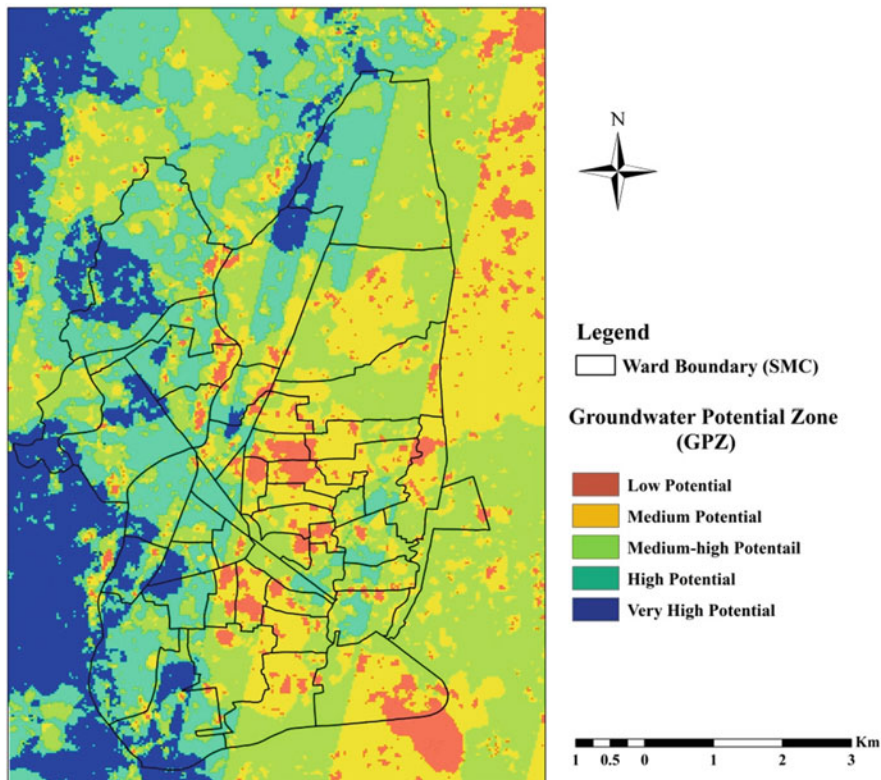 N
Legend
Ward Boundary (SMC)
Groundwater Potential Zone
(GPZ)
Low Potential
Medium Potential
Medium-high Potentail
High Potential
Very High Potential
Km
1 0.5 0 1 2 3